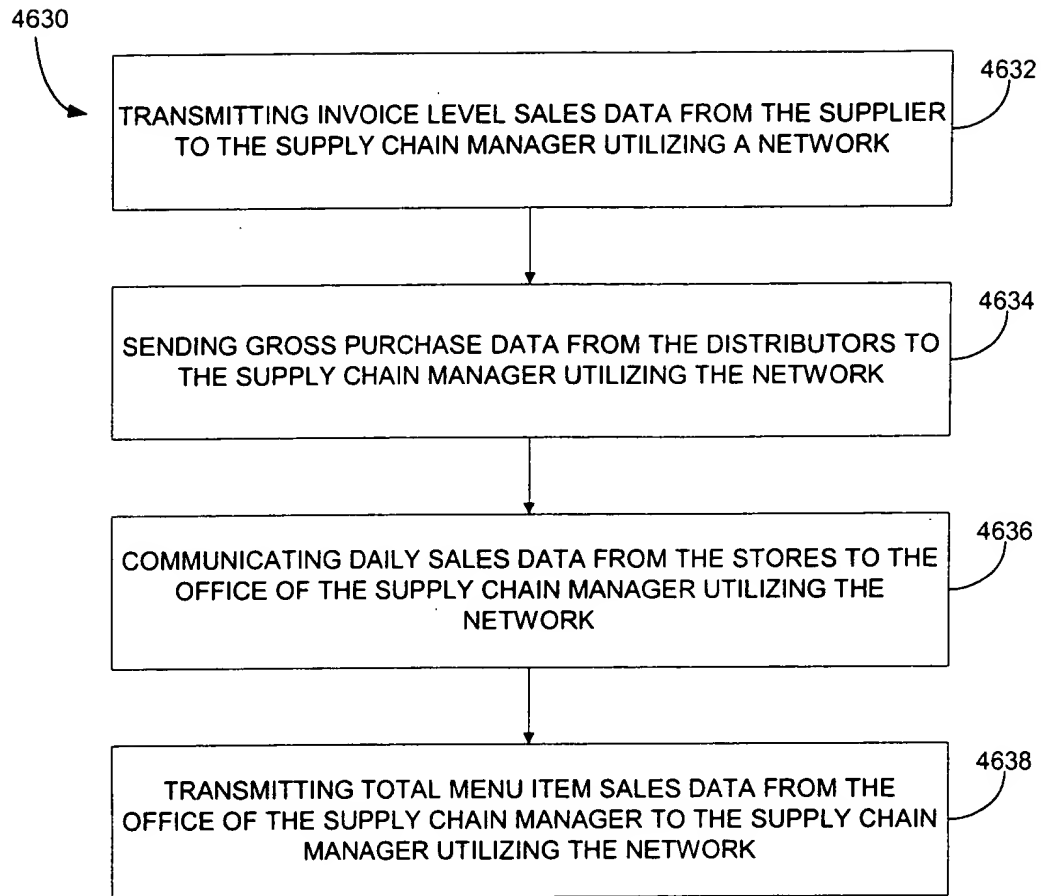 4630
4632
TRANSMITTING INVOICE LEVEL SALES DATA FROM THE SUPPLIER
TO THE SUPPLY CHAIN MANAGER UTILIZING A NETWORK
4634
SENDING GROSS PURCHASE DATA FROM THE DISTRIBUTORS TO
THE SUPPLY CHAIN MANAGER UTILIZING THE NETWORK
4636
COMMUNICATING DAILY SALES DATA FROM THE STORES TO THE
OFFICE OF THE SUPPLY CHAIN MANAGER UTILIZING THE
NETWORK
4638
TRANSMITTING TOTAL MENU ITEM SALES DATA FROM THE
OFFICE OF THE SUPPLY CHAIN MANAGER TO THE SUPPLY CHAIN
MANAGER UTILIZING THE NETWORK